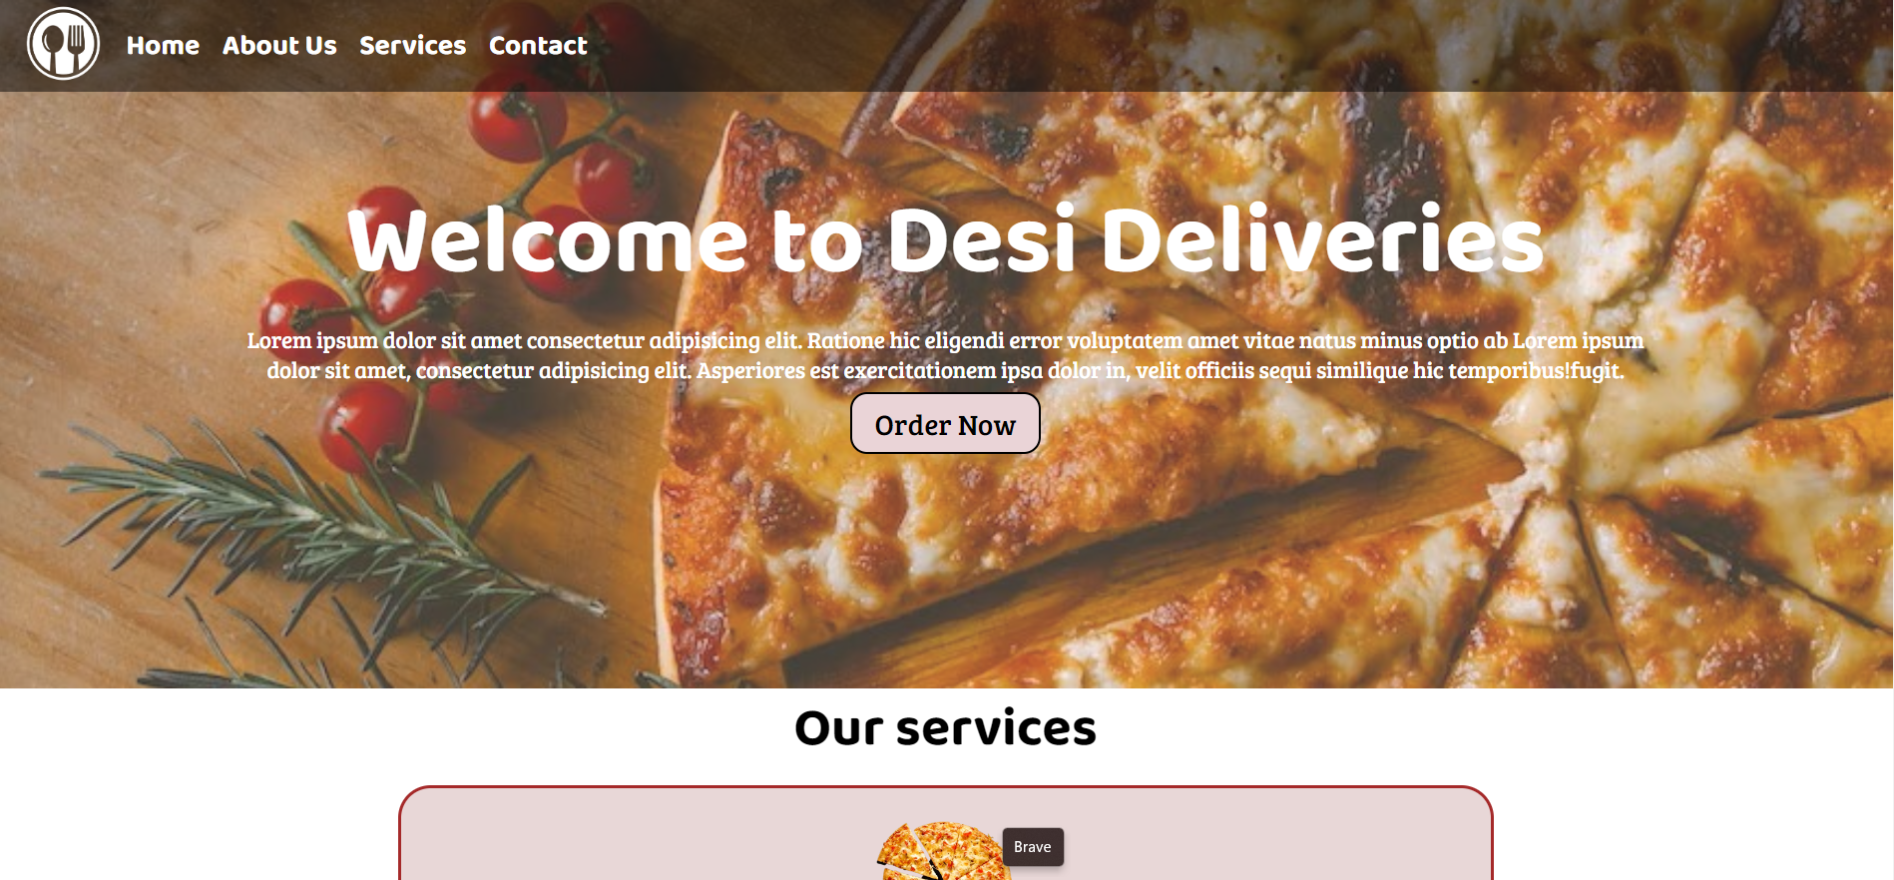 Home About Us Services Contact
Welcome to Desi Deliveries
Lorem ipsum dolor sit amet consectetur adipisicing elit. Ratione hic eligendi error voluptatem amet vitae natus minus optio ab Lorem ipsum
dolor sit amet, consectetur adipisicing elit. Asperiores est exercitationem ipsa dolor in, velit officiis sequi similique hic temporibus!fugit.
Order Now
Our services
Brave